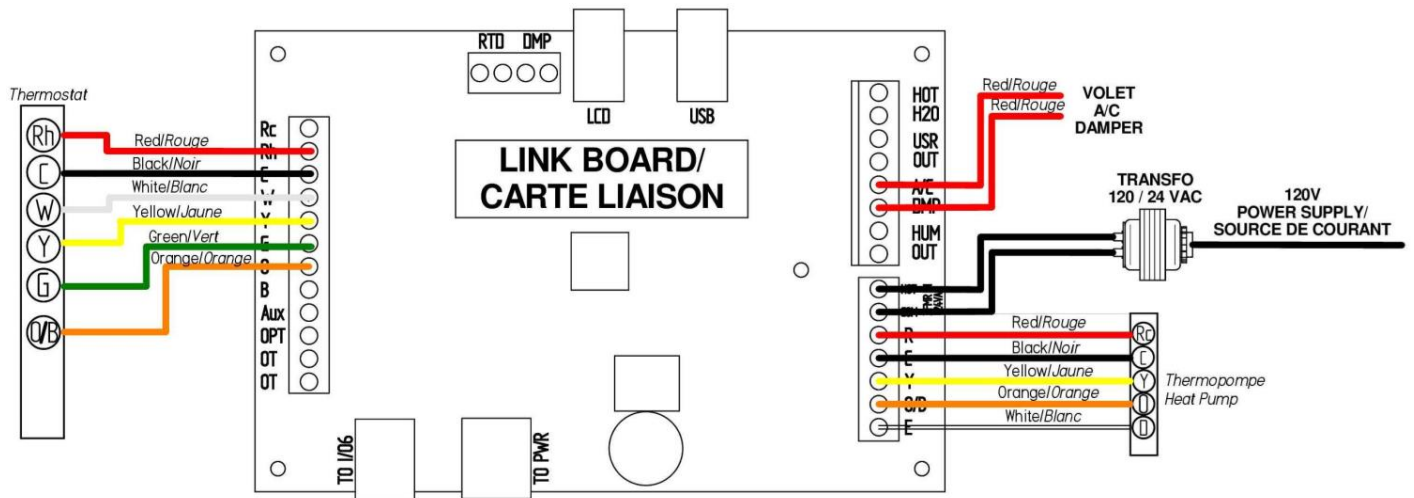 RTD DMP
LCD
USB
Thermostat
Rh
C
W
Y
G
O/B
Red/Rouge
Black/Noir
White/Blanc
Yellow/Jaune
Green/Vert
Orange/Orange
Rc
Rh
C
W
Y
G
O
B
Aux
OPT
OT
OT
LINK BOARD/
CARTE LIAISON
TO I/O6
TO PWR
HOT
H2O
USR
OUT
A/C
DMP
HUM
OUT
R
C
Y
O/B
E
Red/Rouge
Red/Rouge
VOLET
A/C
DAMPER
TRANSFO
120 / 24 VAC
120V
POWER SUPPLY/
SOURCE DE COURANT
Red/Rouge
Black/Noir
Yellow/Jaune
Orange/Orange
White/Blanc
Rc
C
Y
O
D
Thermopompe
Heat Pump